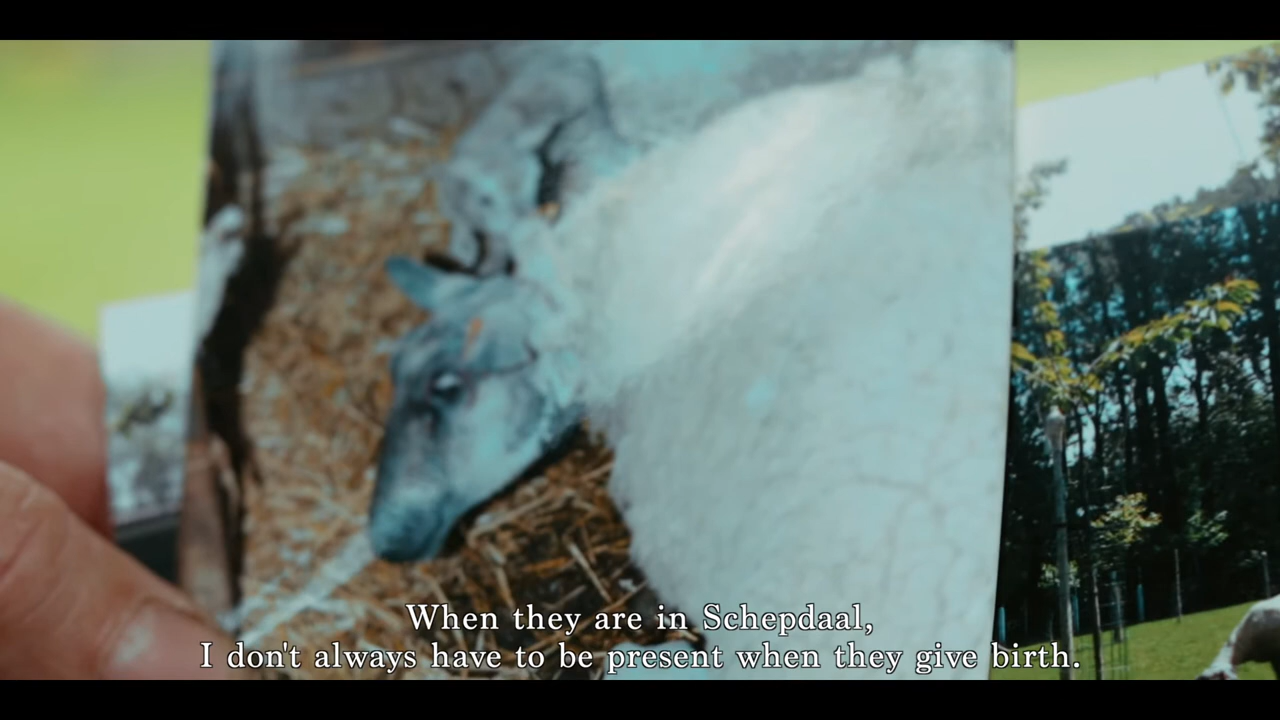 When they are in Schepdaal,
I don't always have to be present when they give birth.